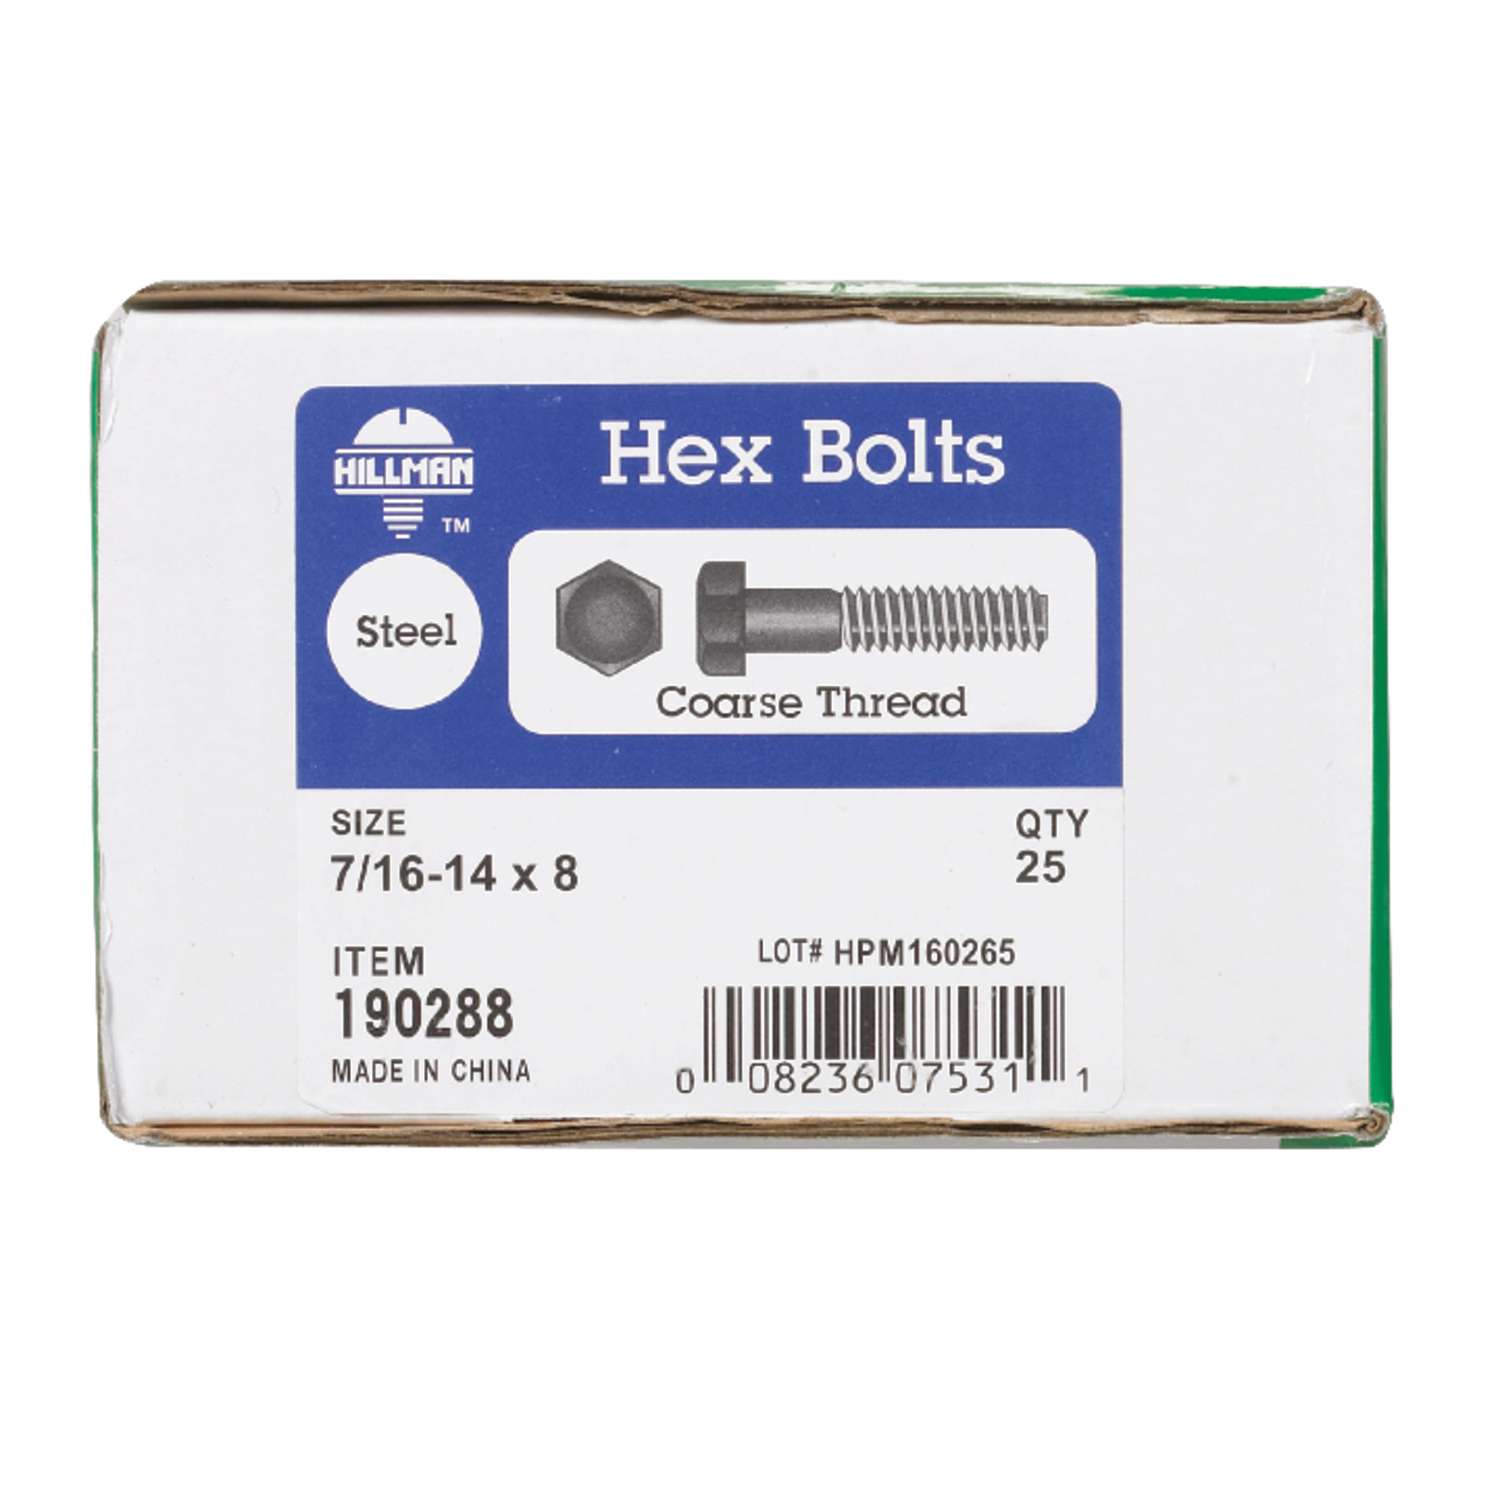 HILLMAN
TM
Hex Bolts
Steel
Coarse Thread
SIZE
7/16-14 x 8
QTY
25
ITEM
190288
MADE IN CHINA
LOT# HPM160265
0 08236 07531 1